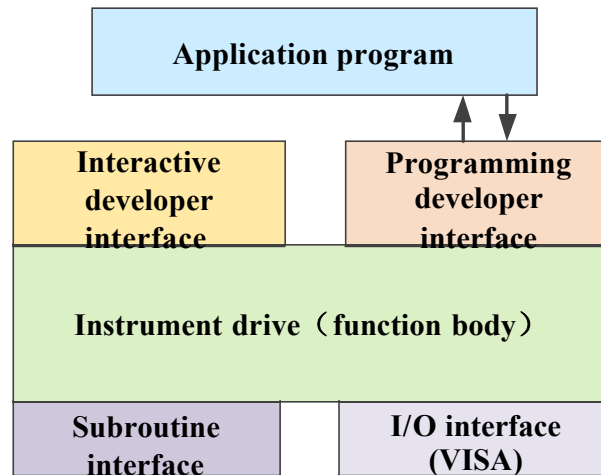 Application program
Interactive
developer
interface
Programming
developer
interface
Instrument drive（function body）
Subroutine
interface
I/O interface
(VISA)